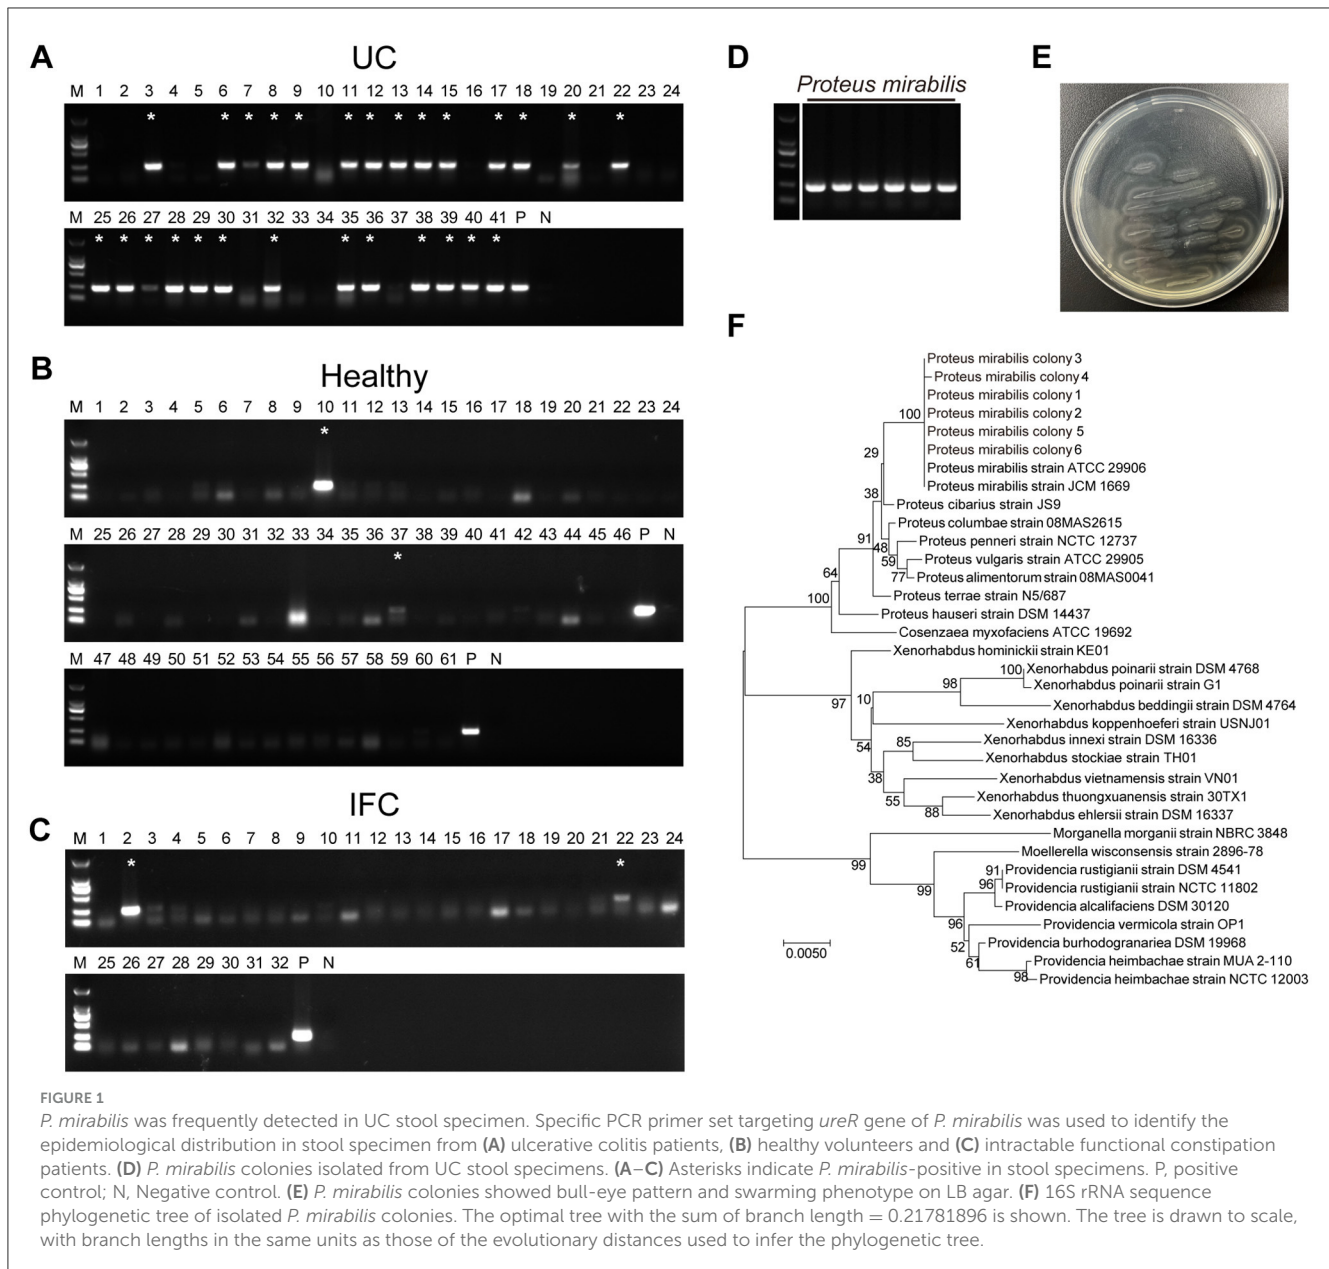 A
UC
M 1 2 3 4 5 6 7 8 9 10 11 12 13 14 15 16 17 18 19 20 21 22 23 24
* * * * * * * * * * * * * *
M 25 26 27 28 29 30 31 32 33 34 35 36 37 38 39 40 41 P N
* * * * * * * * * * * * *
B
Healthy
M 1 2 3 4 5 6 7 8 9 10 11 12 13 14 15 16 17 18 19 20 21 22 23 24
*
25 26 27 28 29 30 31 32 33 34 35 36 37 38 39 40 41 42 43 44 45 46 P N
*
M 47 48 49 50 51 52 53 54 55 56 57 58 59 60 61 P N
IFC
C
M 1 2 3 4 5 6 7 8 9 10 11 12 13 14 15 16 17 18 19 20 21 22 23 24
* *
M 25 26 27 28 29 30 31 32 P N
D
Proteus mirabilis
E
F
Proteus mirabilis colony 3
Proteus mirabilis colony 4
Proteus mirabilis colony 1
100 Proteus mirabilis colony 2
Proteus mirabilis colony 5
29 Proteus mirabilis colony 6
Proteus mirabilis strain ATCC 29906
Proteus mirabilis strain JCM 1669
38 Proteus cibarius strain JS9
Proteus columbae strain 08MAS2615
91 Proteus penneri strain NCTC 12737
48
59 Proteus vulgaris strain ATCC 29905
64 77 Proteus alimentorum strain 08MAS0041
100 Proteus terrae strain N5/687
Proteus hauseri strain DSM 14437
Cosenzaea myxofaciens ATCC 19692
Xenorhabdus hominickii strain KE01
100 Xenorhabdus poinarii strain DSM 4768
98 Xenorhabdus poinarii strain G1
97 10 Xenorhabdus beddingii strain DSM 4764
Xenorhabdus koppenhoeferi strain USNJ01
54 85 Xenorhabdus innexi strain DSM 16336
Xenorhabdus stockiae strain TH01
38 Xenorhabdus vietnamensis strain VN01
55 Xenorhabdus thuongxuanensis strain 30TX1
88 Xenorhabdus ehlersii strain DSM 16337
Morganella morganii strain NBRC 3848
99 Moellerella wisconsensis strain 2896-78
91 Providencia rustigianii strain DSM 4541
99 96 Providencia rustigianii strain NCTC 11802
Providencia alcalifaciens DSM 30120
96 Providencia vermicola strain OP1
52 Providencia burhodogranariea DSM 19968
61 Providencia heimbachae strain MUA 2-110
98 Providencia heimbachae strain NCTC 12003
0.0050
FIGURE 1
P. mirabilis was frequently detected in UC stool specimen. Specific PCR primer set targeting ureR gene of P. mirabilis was used to identify the
epidemiological distribution in stool specimen from (A) ulcerative colitis patients, (B) healthy volunteers and (C) intractable functional constipation
patients. (D) P. mirabilis colonies isolated from UC stool specimens. (A–C) Asterisks indicate P. mirabilis-positive in stool specimens. P, positive
control; N, Negative control. (E) P. mirabilis colonies showed bull-eye pattern and swarming phenotype on LB agar. (F) 16S rRNA sequence
phylogenetic tree of isolated P. mirabilis colonies. The optimal tree with the sum of branch length = 0.21781896 is shown. The tree is drawn to scale,
with branch lengths in the same units as those of the evolutionary distances used to infer the phylogenetic tree.